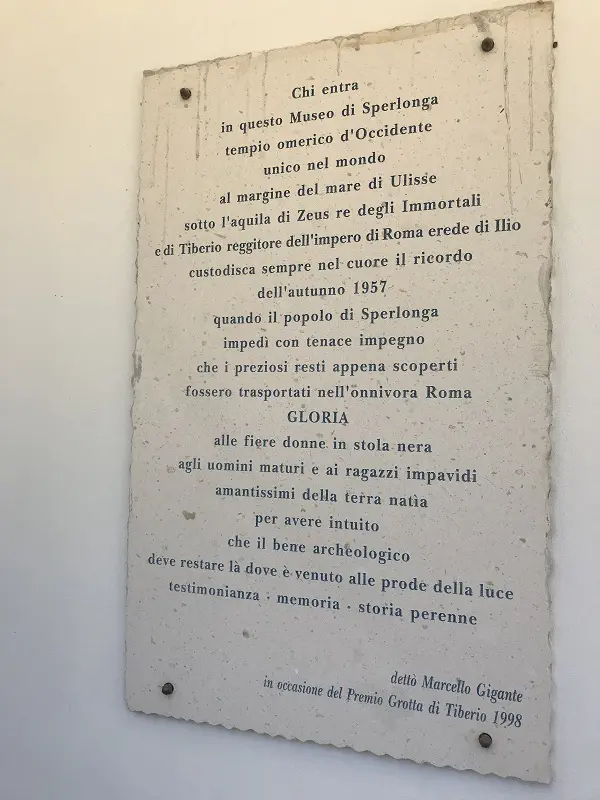 Chi entra
in questo Museo di Sperlonga
tempio omerico d'Occidente
unico nel mondo
al margine del mare di Ulisse
sotto l'aquila di Zeus re degli Immortali
e di Tiberio reggitore dell'impero di Roma erede di Ilio
custodisca sempre nel cuore il ricordo
dell'autunno 1957
quando il popolo di Sperlonga
impedì con tenace impegno
che i preziosi resti appena scoperti
fossero trasportati nell'onnivora Roma
GLORIA
alle fiere donne in stola nera
agli uomini maturi e ai ragazzi impavidi
amantissimi della terra natìa
per avere intuito
che il bene archeologico
deve restare là dove è venuto alle prode della luce
testimonianza · memoria · storia perenne
dettò Marcello Gigante
in occasione del Premio Grotta di Tiberio 1998